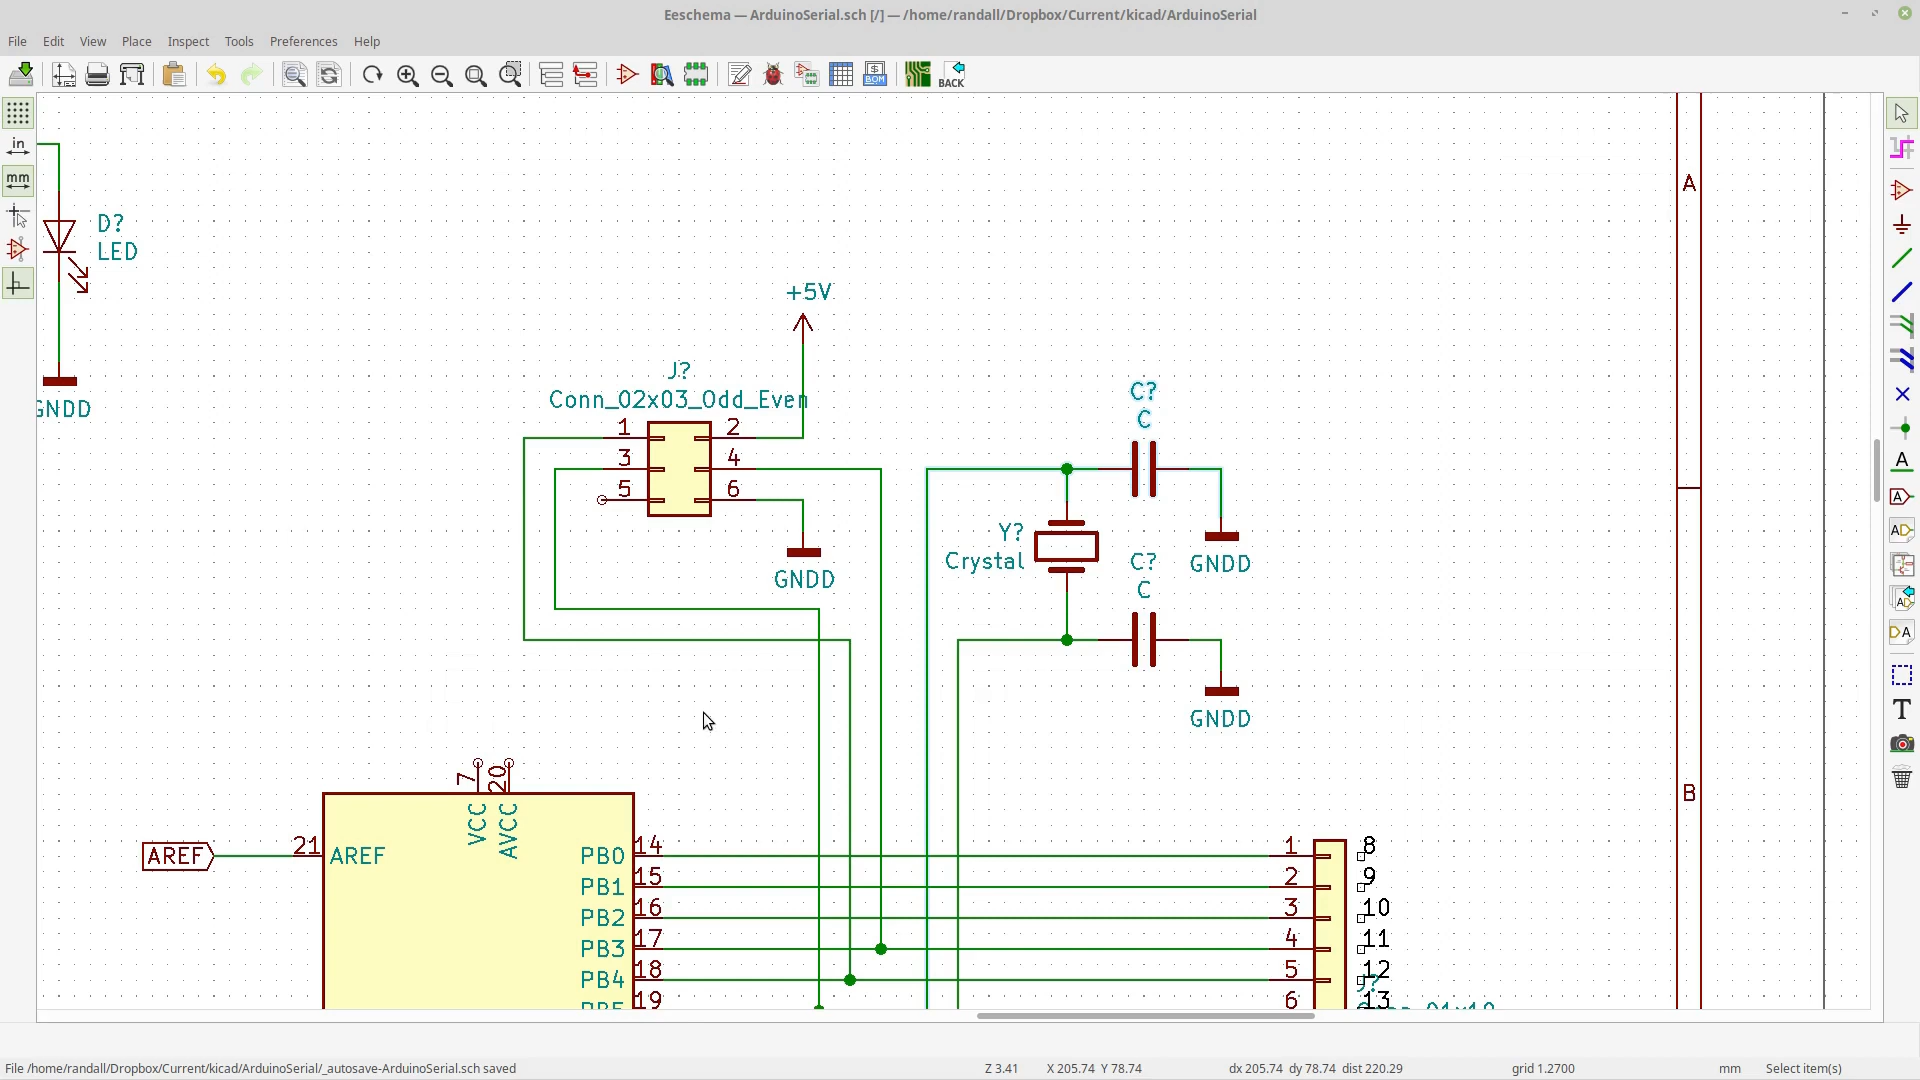 Eeschema — ArduinoSerial.sch [/] — /home/randall/Dropbox/Current/kicad/ArduinoSerial
File Edit View Place Inspect Tools Preferences Help
BOM
BACK
in
mm
A
D?
LED
GNDD
+5V
J?
Conn_02x03_Odd_Even
1 2
3 4
5 6
GNDD
C?
C
Y?
Crystal
GNDD
C?
C
GNDD
A
A
A
A
A
T
B
7 20
VCC AVCC
AREF 21 AREF
PB0 14 1 8
PB1 15 2 9
PB2 16 3 10
PB3 17 4 11
PB4 18 5 12
J?
19 6 13
File /home/randall/Dropbox/Current/kicad/ArduinoSerial/_autosave-ArduinoSerial.sch saved
Z 3.41 X 205.74 Y 78.74 dx 205.74 dy 78.74 dist 220.29 grid 1.2700 mm Select item(s)